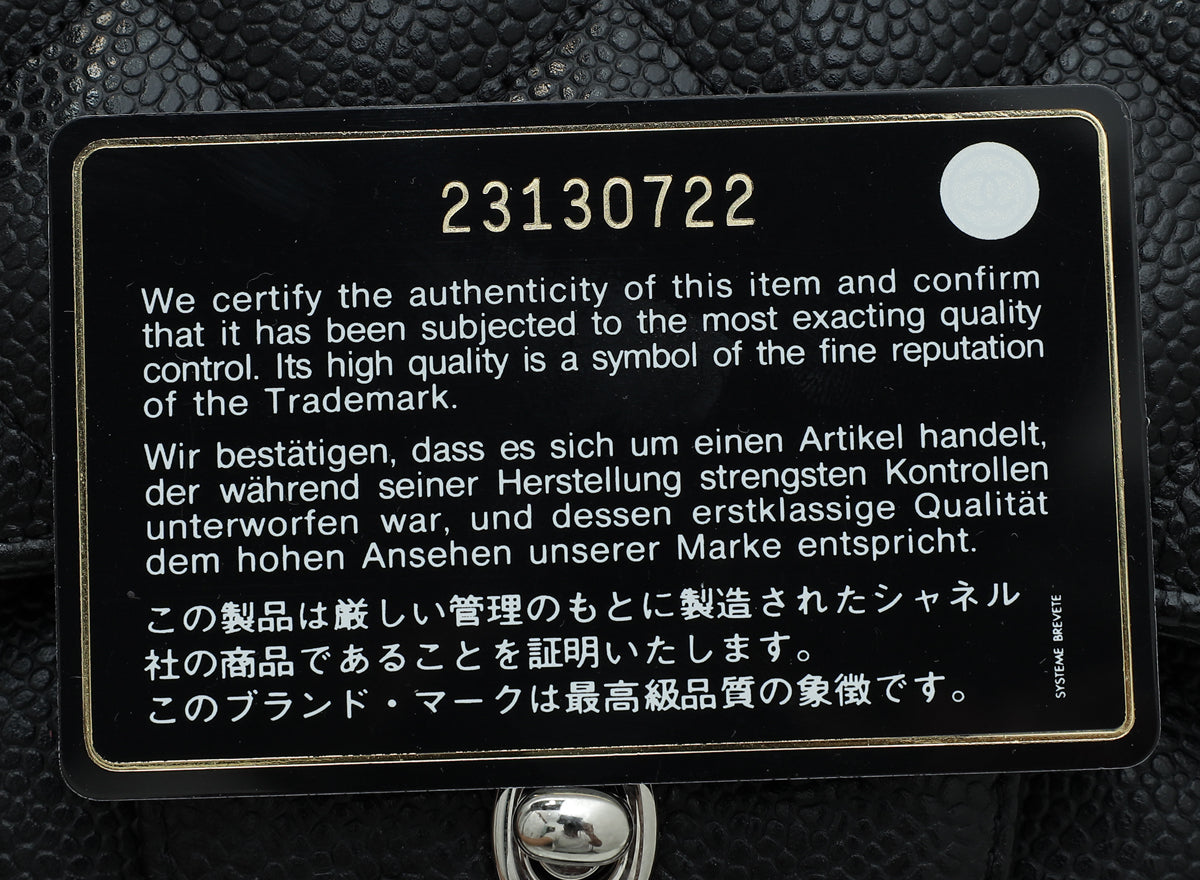 23130722
We certify the authenticity of this item and confirm
that it has been subjected to the most exacting quality
control. Its high quality is a symbol of the fine reputation
of the Trademark.
Wir bestätigen, dass es sich um einen Artikel handelt,
der während seiner Herstellung strengsten Kontrollen
unterworfen war, und dessen erstklassige Qualität
dem hohen Ansehen unserer Marke entspricht.
この製品は厳しい管理のもとに製造されたシャネル
社の商品であることを証明いたします。
このブランド・マークは最高級品質の象徴です。
SYSTEME BREVETE